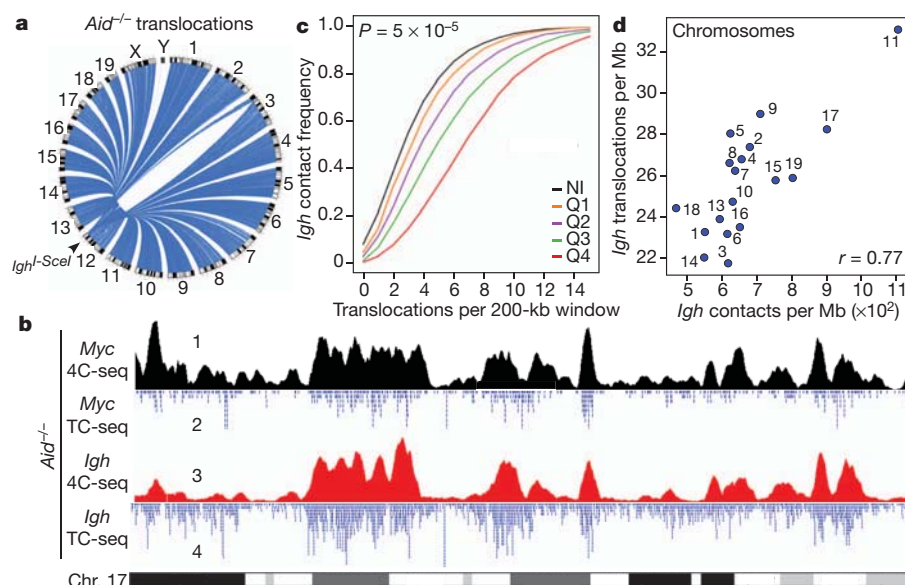 a
Aid−/− translocations
X Y 1
2
3
4
5
6
7
8
9
10
11
12
13
14
15
16
17
18
19
IghI-SceI
c
P = 5 × 10−5
Igh contact frequency
1.0
0.8
0.6
0.4
0.2
0
NI
Q1
Q2
Q3
Q4
0 2 4 6 8 10 12 14
Translocations per 200-kb window
d
Chromosomes
Igh translocations per Mb
32
30
28
26
24
22
11
9
17
5
2
8 4
7
15 19
10
18
13
16
1
6
14
3
r = 0.77
5 6 7 8 9 10 11
Igh contacts per Mb (×10²)
b
Aid−/−
Myc
4C-seq
1
Myc
TC-seq
2
Igh
4C-seq
3
Igh
TC-seq
4
Chr. 17